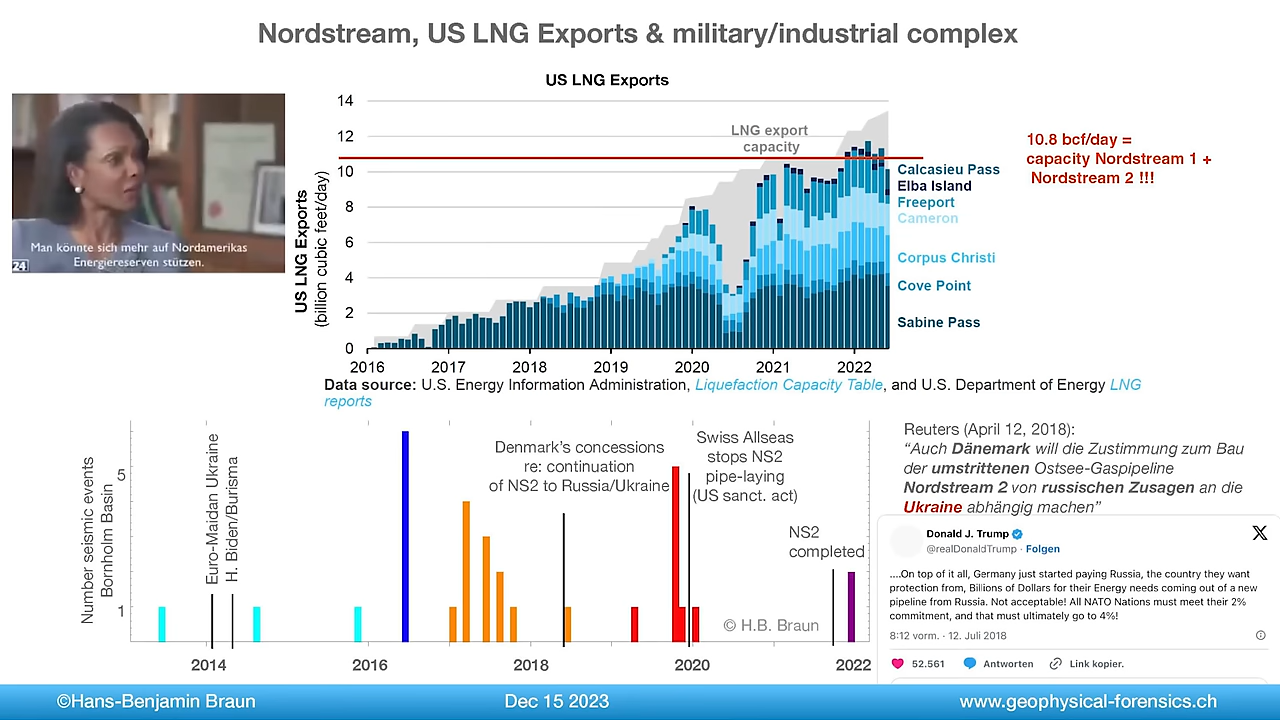 Nordstream, US LNG Exports & military/industrial complex
Man könnte sich mehr auf Nordamerikas
Energiereserven stützen.
24
US LNG Exports
US LNG Exports
(billion cubic feet/day)
14
12
10
8
6
4
2
0
LNG export
capacity
2016 2017 2018 2019 2020 2021 2022
Calcasieu Pass
Elba Island
Freeport
Cameron
Corpus Christi
Cove Point
Sabine Pass
10.8 bcf/day =
capacity Nordstream 1 +
Nordstream 2 !!!
Data source: U.S. Energy Information Administration, Liquefaction Capacity Table, and U.S. Department of Energy LNG
reports
Number seismic events
Bornholm Basin
5
1
Euro-Maidan Ukraine
H. Biden/Burisma
Denmark's concessions
re: continuation
of NS2 to Russia/Ukraine
Swiss Allseas
stops NS2
pipe-laying
(US sanct. act)
NS2
completed
© H.B. Braun
2014 2016 2018 2020 2022
Reuters (April 12, 2018):
“Auch Dänemark will die Zustimmung zum Bau
der umstrittenen Ostsee-Gaspipeline
Nordstream 2 von russischen Zusagen an die
Ukraine abhängig machen”
Donald J. Trump
@realDonaldTrump · Folgen
X
....On top of it all, Germany just started paying Russia, the country they want
protection from, Billions of Dollars for their Energy needs coming out of a new
pipeline from Russia. Not acceptable! All NATO Nations must meet their 2%
commitment, and that must ultimately go to 4%!
8:12 vorm. · 12. Juli 2018
52.561 Antworten Link kopier.
©Hans-Benjamin Braun Dec 15 2023 www.geophysical-forensics.ch